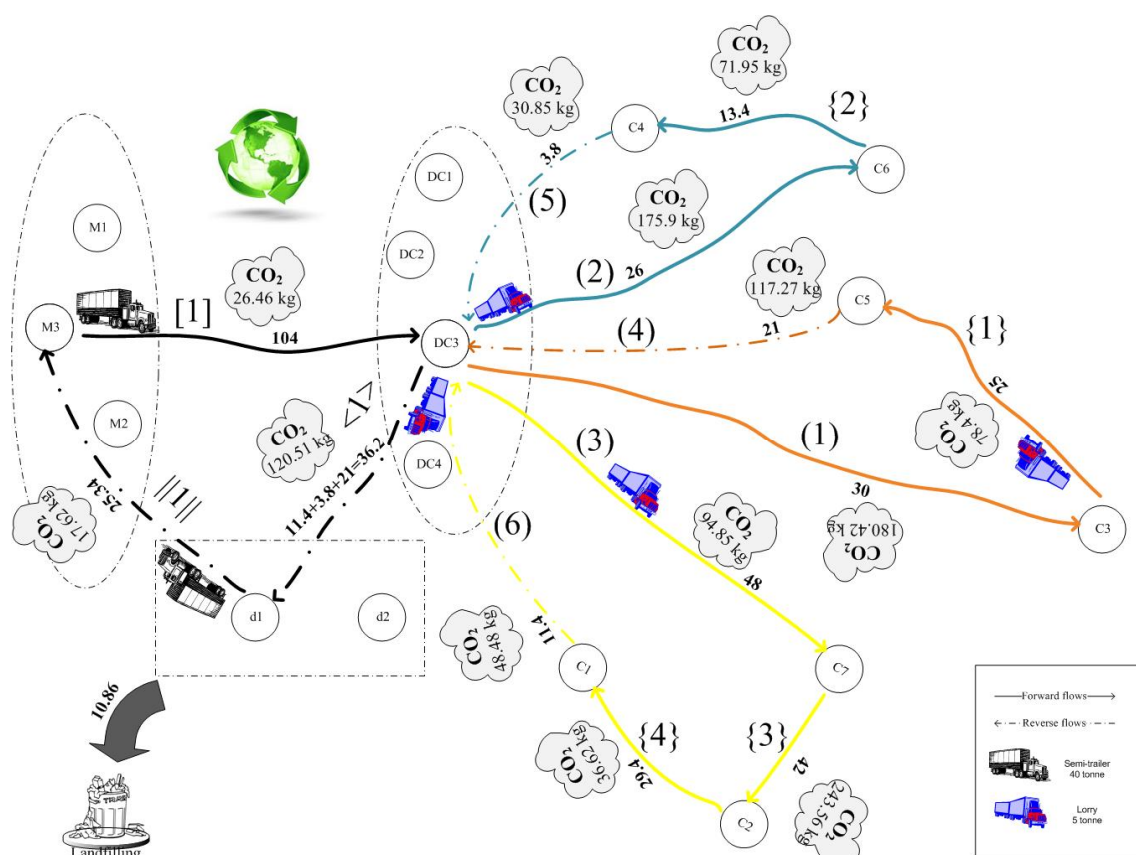 CO₂
71.95 kg
CO₂
30.85 kg
13.4
{2}
C4
C6
3.8
DC1
(5)
CO₂
175.9 kg
M1
DC2
(2)
26
CO₂
26.46 kg
CO₂
117.27 kg
C5
[1]
M3
104
DC3
(4)
21
{1}
25
M2
<1>
CO₂
120.51 kg
DC4
11.4+3.8+21=36.2
(3)
(1)
CO₂
78.4 kg
25.34
||1||
CO₂
17.62 kg
(6)
CO₂
94.85 kg
30
CO₂
180.42 kg
C3
48
d1
d2
11.4
CO₂
48.48 kg
C1
C7
10.86
{4}
{3}
CO₂
36.62 kg
29.4
42
C2
CO₂
243.56 kg
Forward flows
Reverse flows
Semi-trailer
40 tonne
Lorry
5 tonne
TRASH
Landfilling